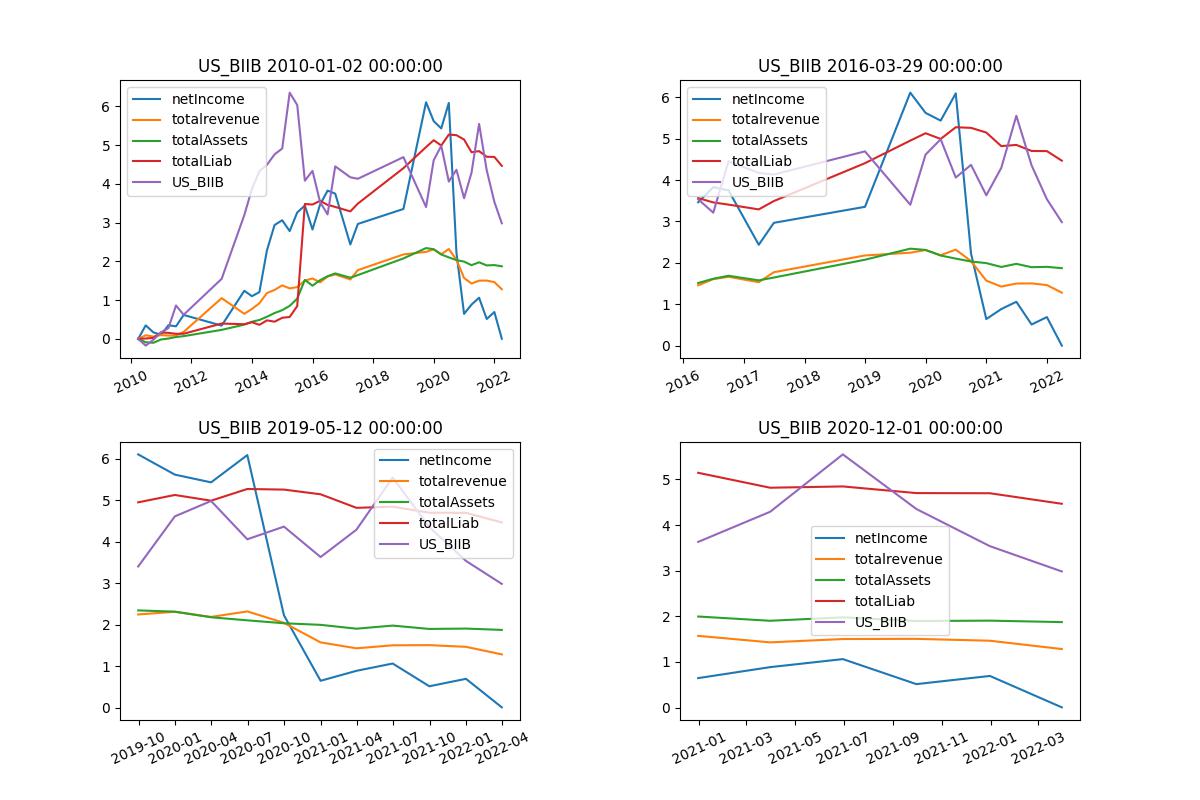 US_BIIB 2010-01-02 00:00:00
netIncome
totalrevenue
totalAssets
totalLiab
US_BIIB
6
5
4
3
2
1
0
2010
2012
2014
2016
2018
2020
2022
US_BIIB 2016-03-29 00:00:00
netIncome
totalrevenue
totalAssets
totalLiab
US_BIIB
6
5
4
3
2
1
0
2016
2017
2018
2019
2020
2021
2022
US_BIIB 2019-05-12 00:00:00
netIncome
totalrevenue
totalAssets
totalLiab
US_BIIB
6
5
4
3
2
1
0
2019-10
2020-01
2020-04
2020-07
2020-10
2021-01
2021-04
2021-07
2021-10
2022-01
2022-04
US_BIIB 2020-12-01 00:00:00
netIncome
totalrevenue
totalAssets
totalLiab
US_BIIB
5
4
3
2
1
0
2021-01
2021-03
2021-05
2021-07
2021-09
2021-11
2022-01
2022-03